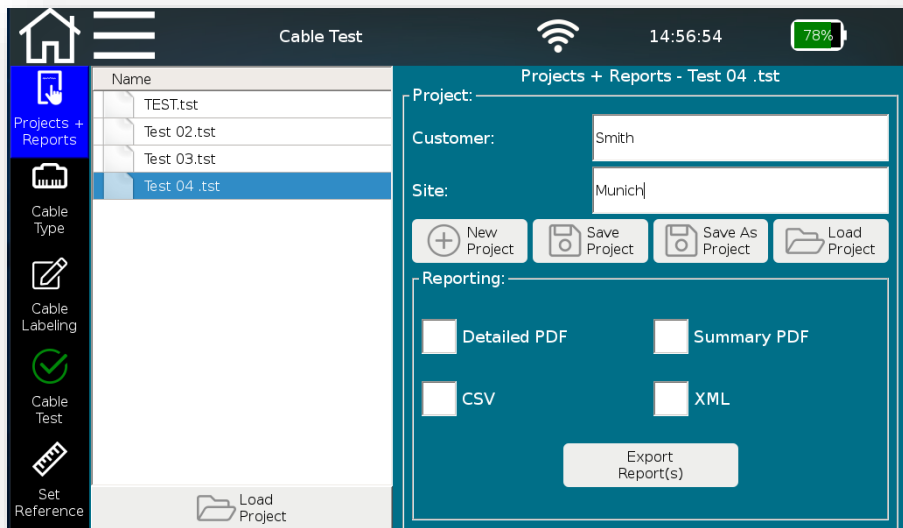 Cable Test
14:56:54
78%
Projects +
Reports
Cable
Type
Cable
Labeling
Cable
Test
Set
Reference
Name
TEST.tst
Test 02.tst
Test 03.tst
Test 04 .tst
Load
Project
Projects + Reports - Test 04 .tst
Project:
Customer:
Smith
Site:
Munich
New
Project
Save
Project
Save As
Project
Load
Project
Reporting:
Detailed PDF
Summary PDF
CSV
XML
Export
Report(s)